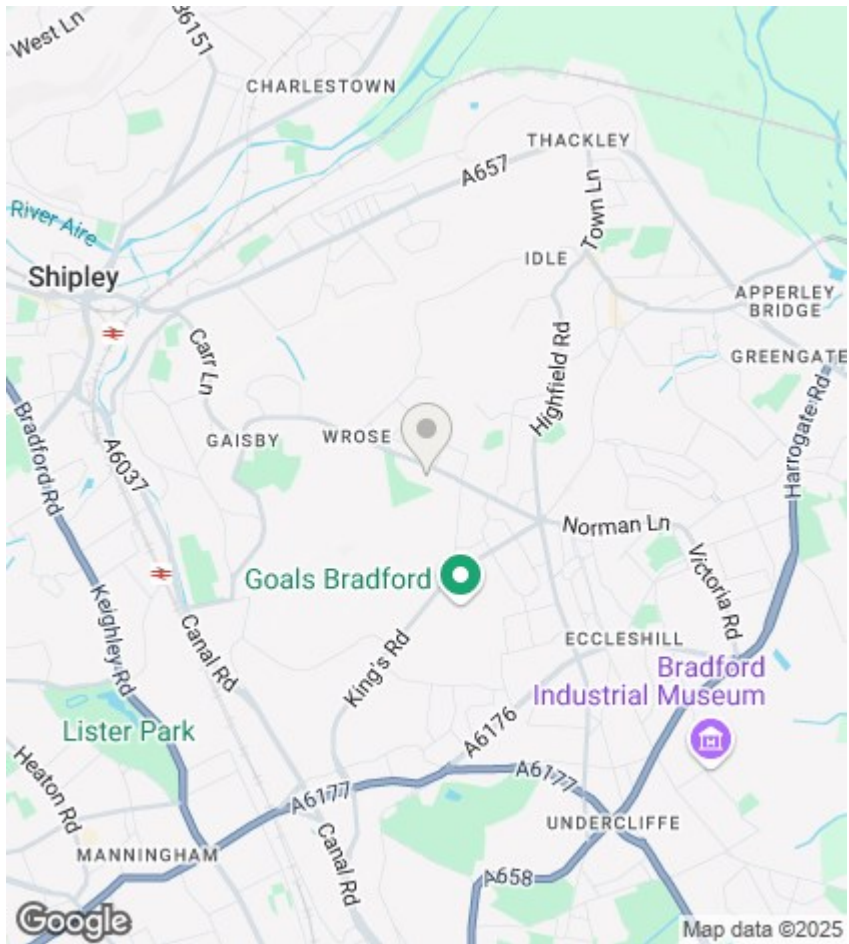 West Ln
B6151
CHARLESTOWN
THACKLEY
A657
Town Ln
River Aire
IDLE
Shipley
APPERLEY
BRIDGE
Carr Ln
Highfield Rd
GREENGATE
Harrogate Rd
WROSE
GAISBY
Bradford Rd
A6037
Norman Ln
Victoria Rd
Goals Bradford
Keighley Rd
Canal Rd
King's Rd
ECCLESHILL
Bradford
Industrial Museum
Lister Park
A6176
Heaton Rd
A6177
A6177
UNDERCLIFFE
MANNINGHAM
Canal Rd
A658
Google
Map data ©2025